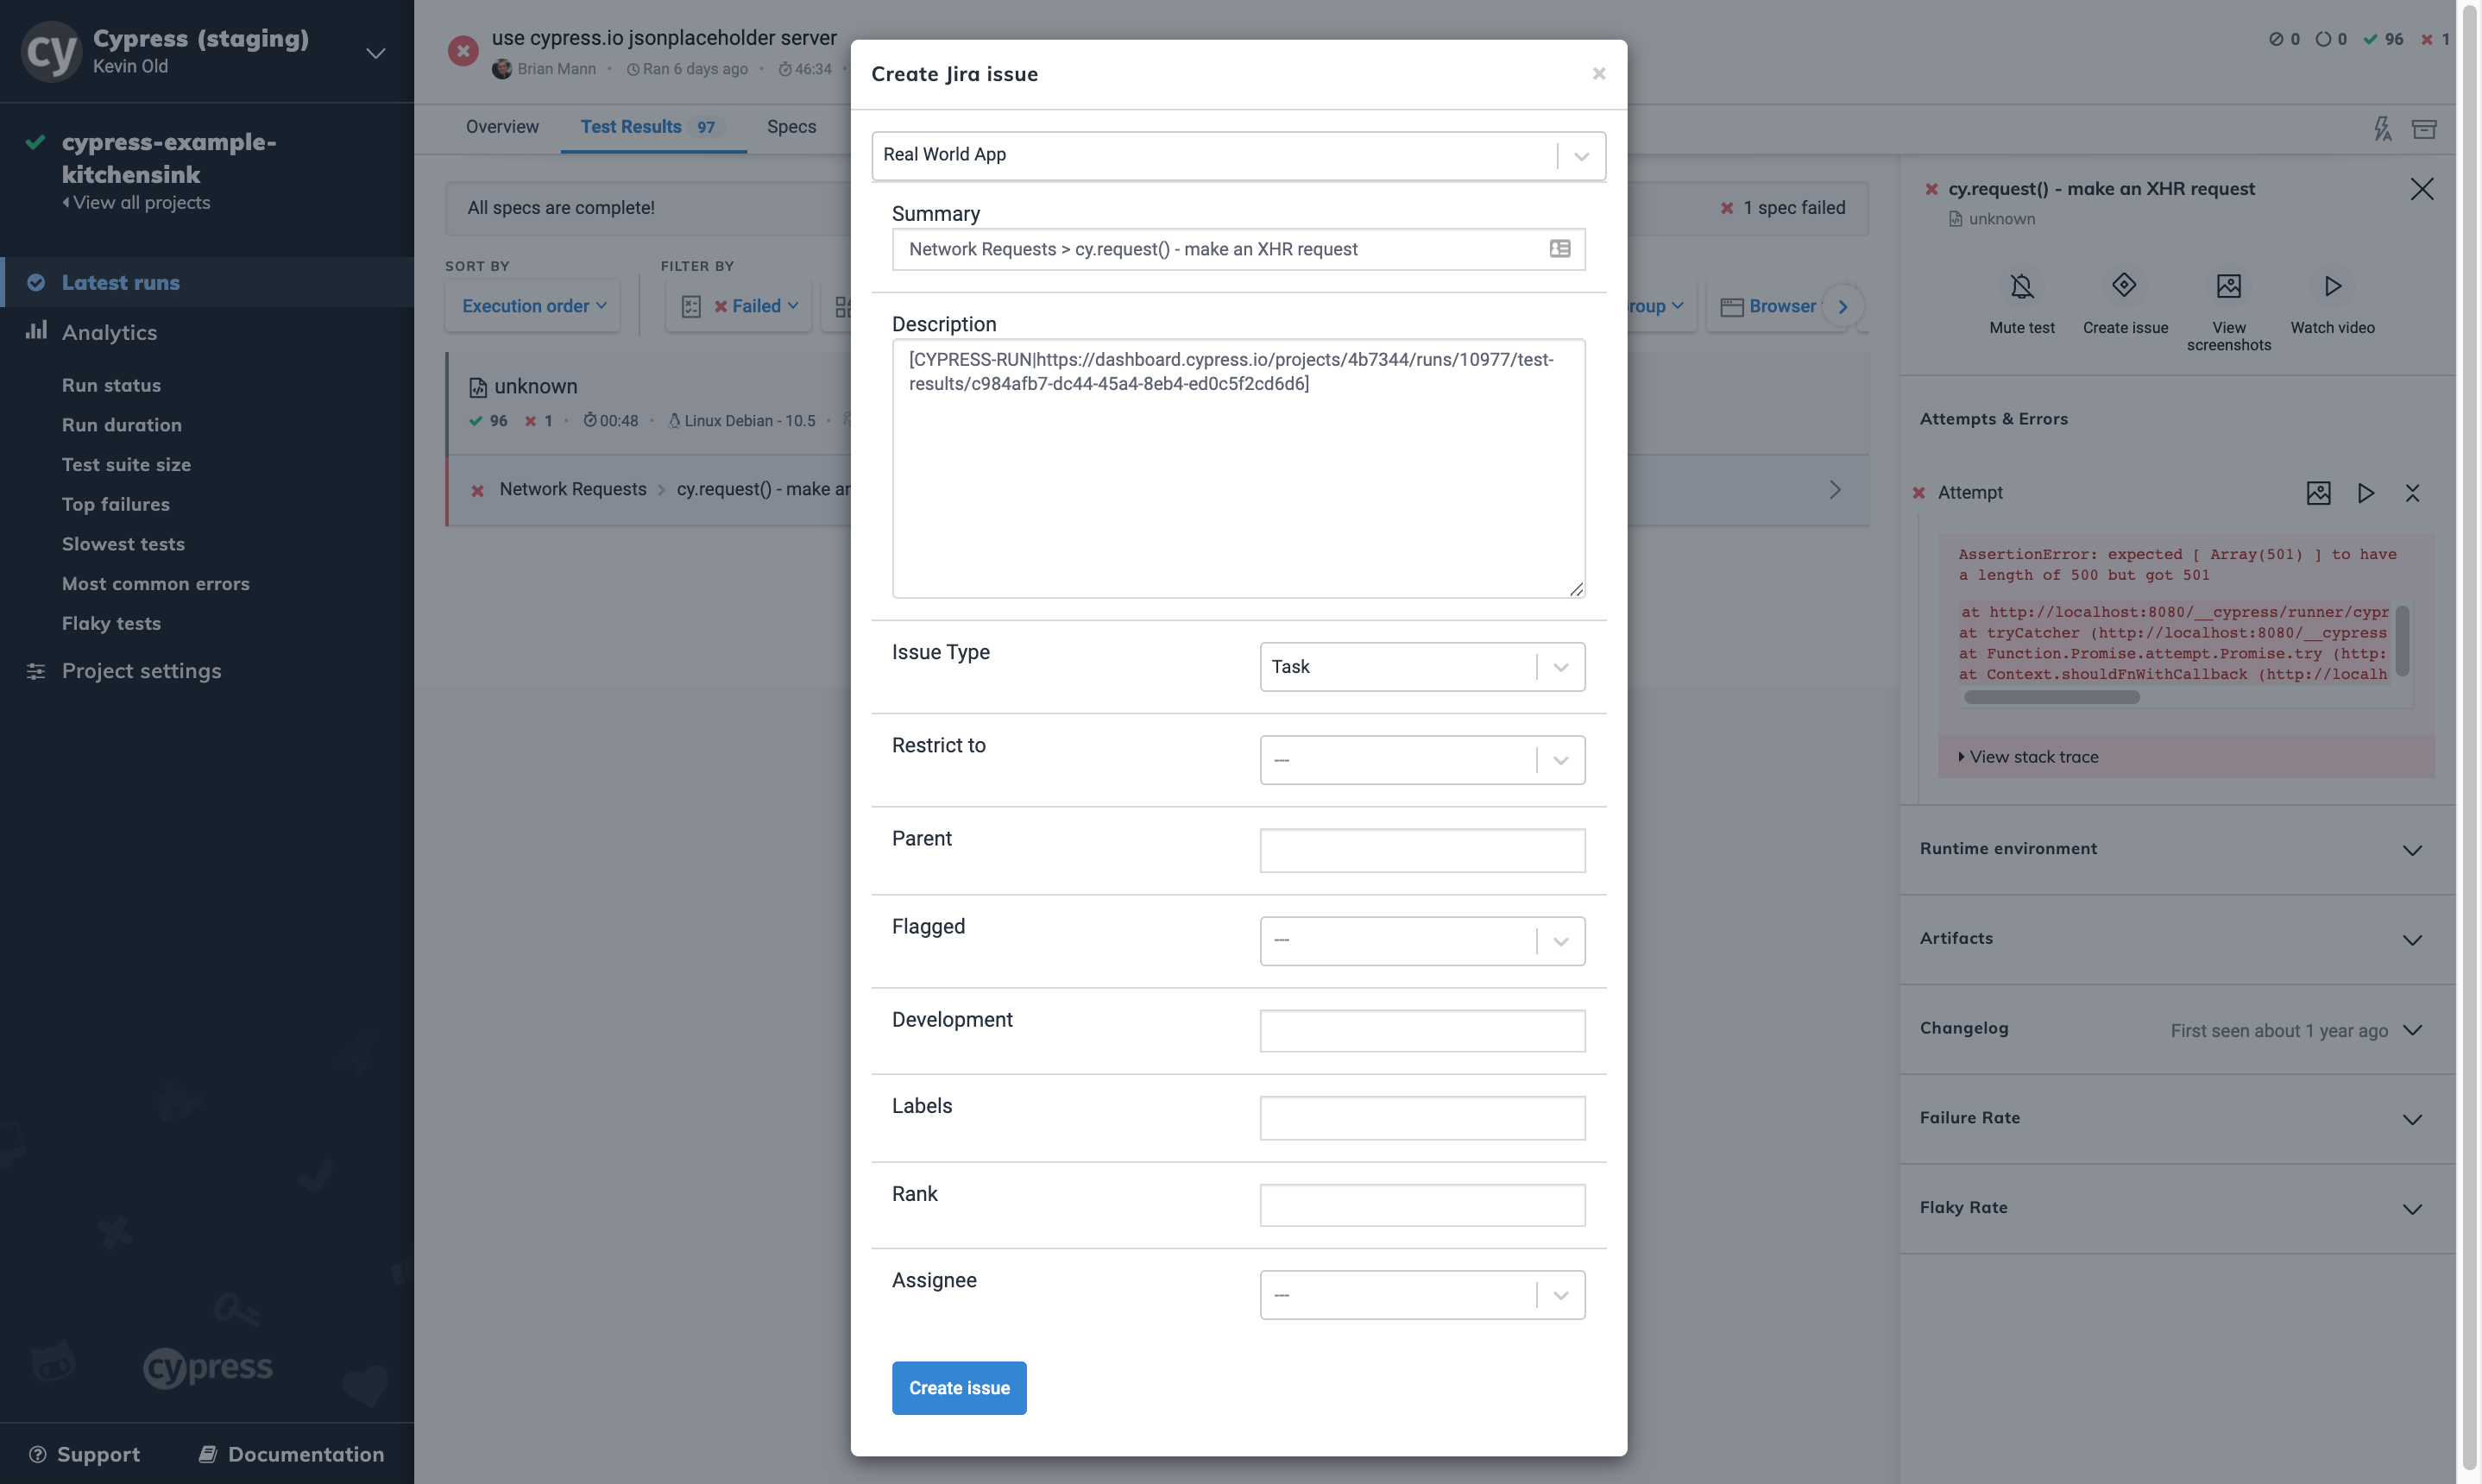 cy
Cypress (staging)
Kevin Old
cypress-example-
kitchensink
View all projects
Latest runs
Analytics
Run status
Run duration
Test suite size
Top failures
Slowest tests
Most common errors
Flaky tests
Project settings
cypress
Support
Documentation
use cypress.io jsonplaceholder server
Brian Mann
Ran 6 days ago
46:34
0 0 96 1
Overview
Test Results 97
Specs
All specs are complete!
1 spec failed
SORT BY
FILTER BY
Execution order
Failed
roup
Browser
unknown
96 1 00:48 Linux Debian - 10.5
Network Requests > cy.request() - make an
Create Jira issue
Real World App
Summary
Network Requests > cy.request() - make an XHR request
Description
[CYPRESS-RUN|https://dashboard.cypress.io/projects/4b7344/runs/10977/test-
results/c984afb7-dc44-45a4-8eb4-ed0c5f2cd6d6]
Issue Type
Task
Restrict to
---
Parent
Flagged
---
Development
Labels
Rank
Assignee
---
Create issue
cy.request() - make an XHR request
unknown
Mute test
Create issue
View
screenshots
Watch video
Attempts & Errors
Attempt
AssertionError: expected [ Array(501) ] to have
a length of 500 but got 501
at http://localhost:8080/__cypress/runner/cypr
at tryCatcher (http://localhost:8080/__cypress
at Function.Promise.attempt.Promise.try (http:
at Context.shouldFnWithCallback (http://localh
View stack trace
Runtime environment
Artifacts
Changelog
First seen about 1 year ago
Failure Rate
Flaky Rate